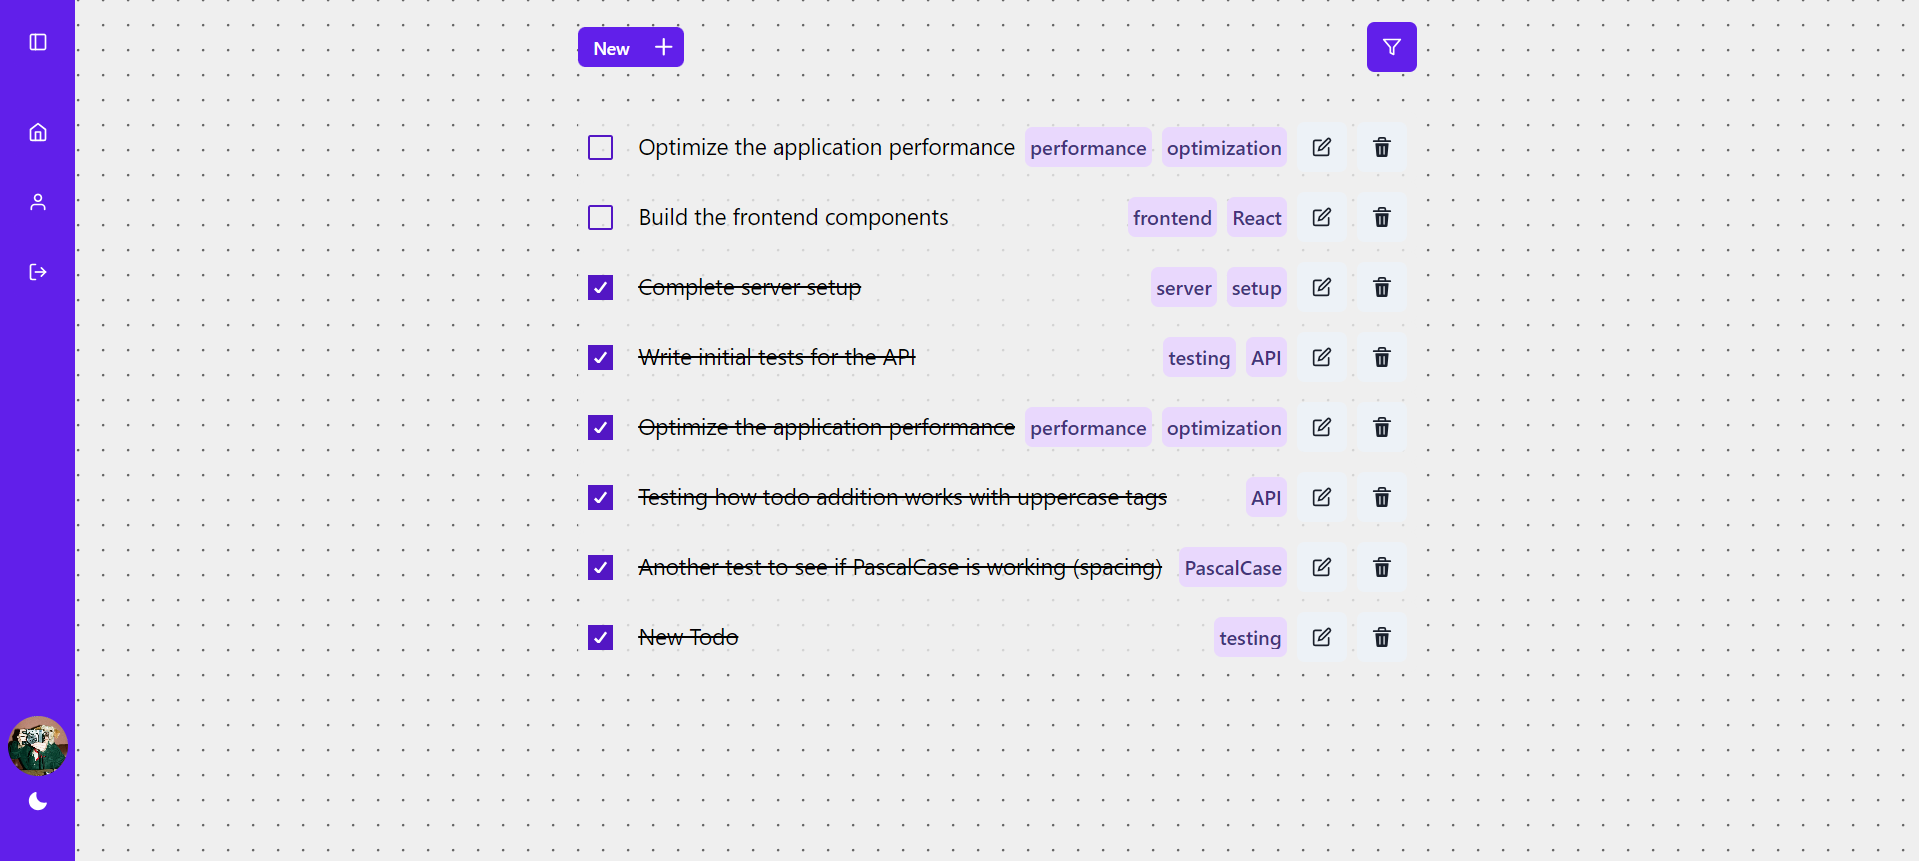 New
Optimize the application performance performance optimization
Build the frontend components frontend React
Complete server setup server setup
Write initial tests for the API testing API
Optimize the application performance performance optimization
Testing how todo addition works with uppercase tags API
Another test to see if PascalCase is working (spacing) PascalCase
New Todo testing